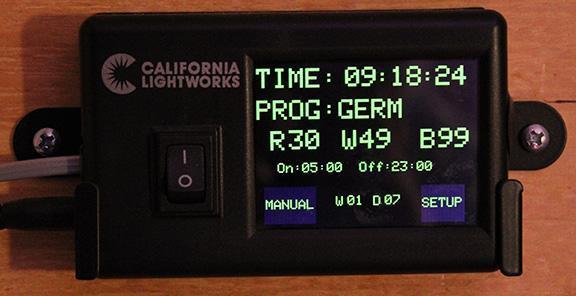 CALIFORNIA
LIGHTWORKS
TIME: 09:18:24
PROG:GERM
R30 W49 B99
On:05:00 Off:23:00
MANUAL W01 D07 SETUP
I
O